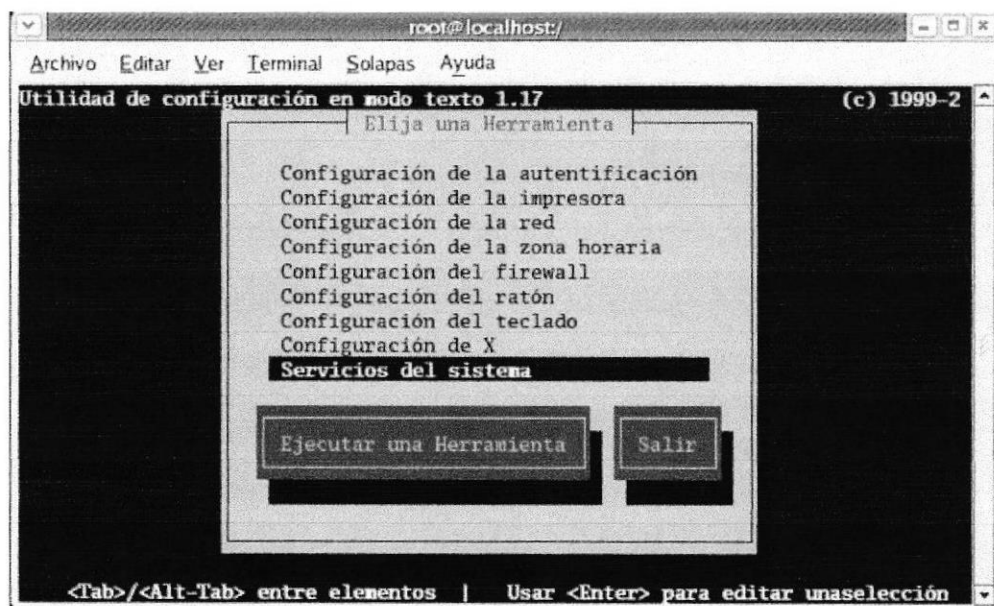 root@localhost:/
Archivo Editar Ver Terminal Solapas Ayuda
Utilidad de configuración en modo texto 1.17 (c) 1999-2
Elija una Herramienta
Configuración de la autentificación
Configuración de la impresora
Configuración de la red
Configuración de la zona horaria
Configuración del firewall
Configuración del ratón
Configuración del teclado
Configuración de X
Servicios del sistema
Ejecutar una Herramienta Salir
<Tab>/<Alt-Tab> entre elementos | Usar <Enter> para editar unaselección